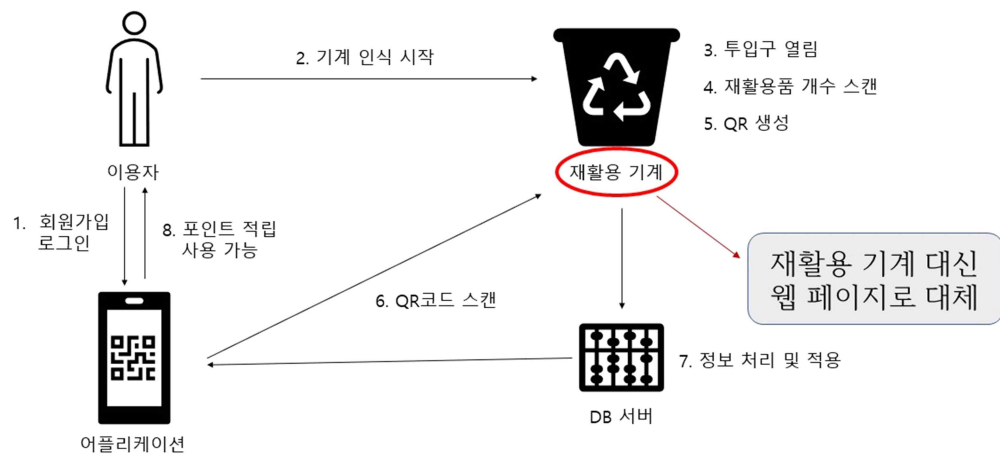 2. 기계 인식 시작
3. 투입구 열림
4. 재활용품 개수 스캔
5. QR 생성
이용자
재활용 기계
1. 회원가입
로그인
8. 포인트 적립
사용 가능
재활용 기계 대신
웹 페이지로 대체
6. QR코드 스캔
7. 정보 처리 및 적용
DB 서버
어플리케이션